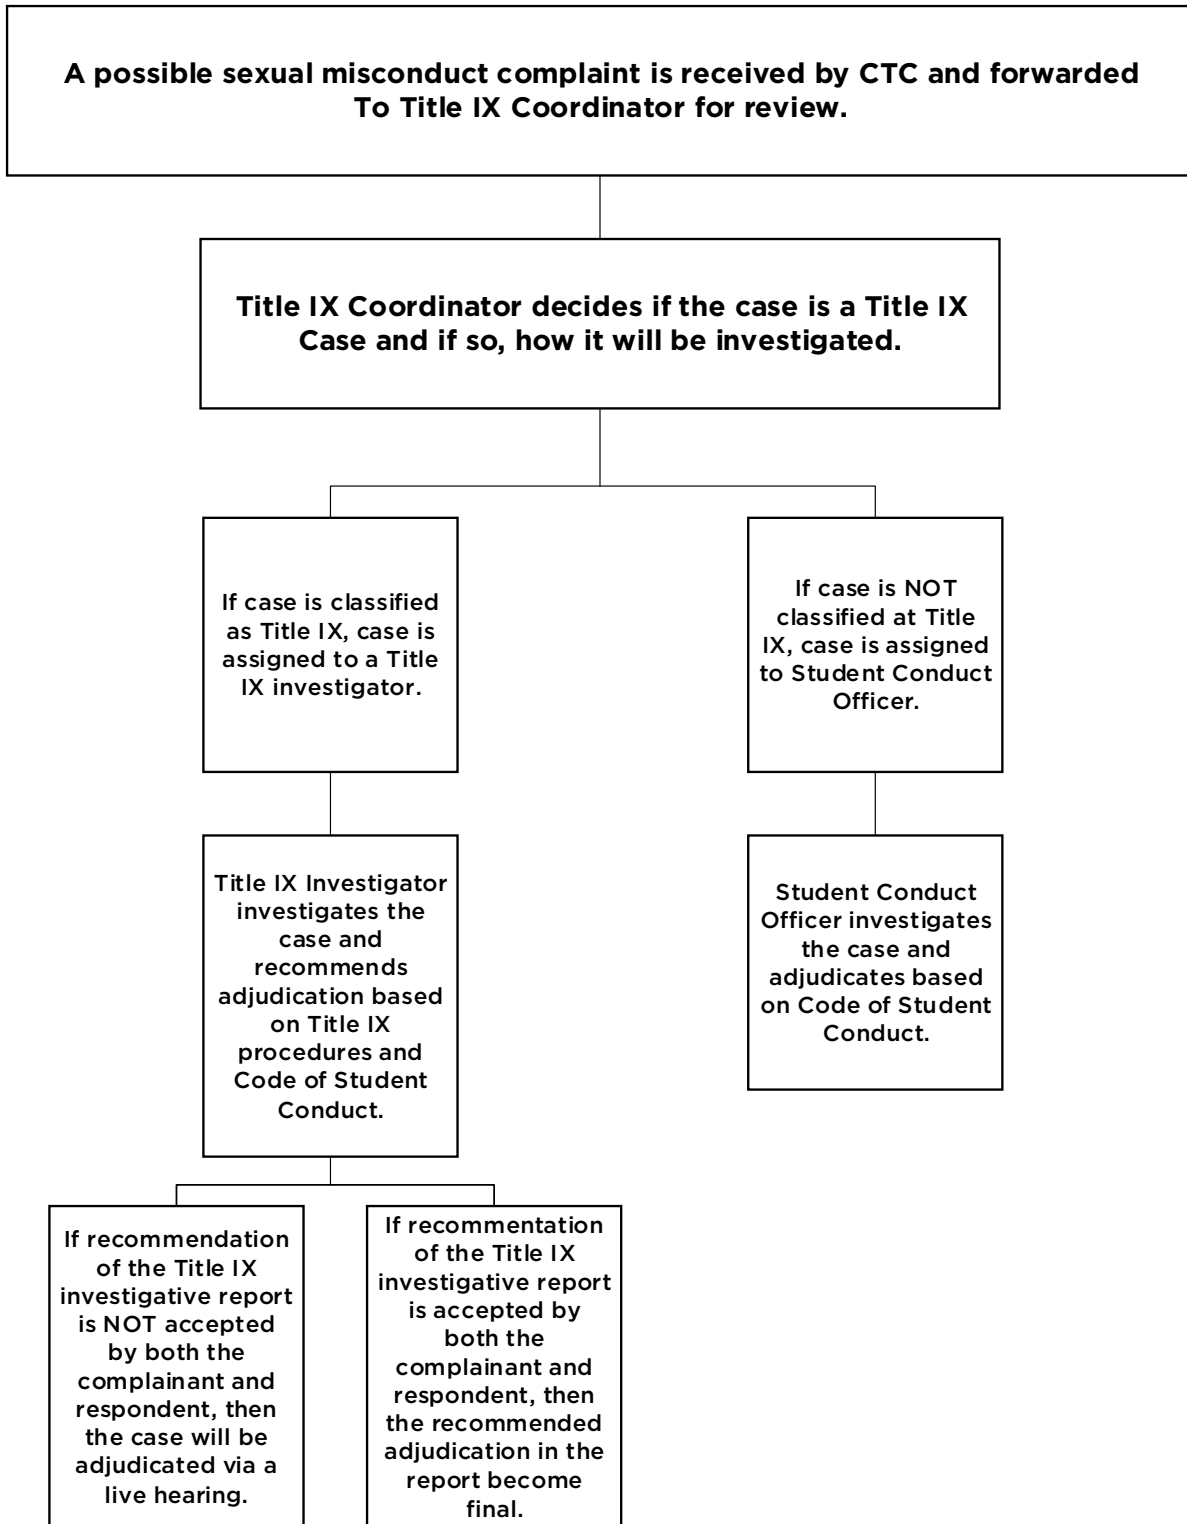 A possible sexual misconduct complaint is received by CTC and forwarded
To Title IX Coordinator for review.
Title IX Coordinator decides if the case is a Title IX
Case and if so, how it will be investigated.
If case is classified
as Title IX, case is
assigned to a Title
IX investigator.
If case is NOT
classified at Title
IX, case is assigned
to Student Conduct
Officer.
Title IX Investigator
investigates the
case and
recommends
adjudication based
on Title IX
procedures and
Code of Student
Conduct.
Student Conduct
Officer investigates
the case and
adjudicates based
on Code of Student
Conduct.
If recommendation
of the Title IX
investigative report
is NOT accepted
by both the
complainant and
respondent, then
the case will be
adjudicated via a
live hearing.
If recommentation
of the Title IX
investigative report
is accepted by
both the
complainant and
respondent, then
the recommended
adjudication in the
report become
final.